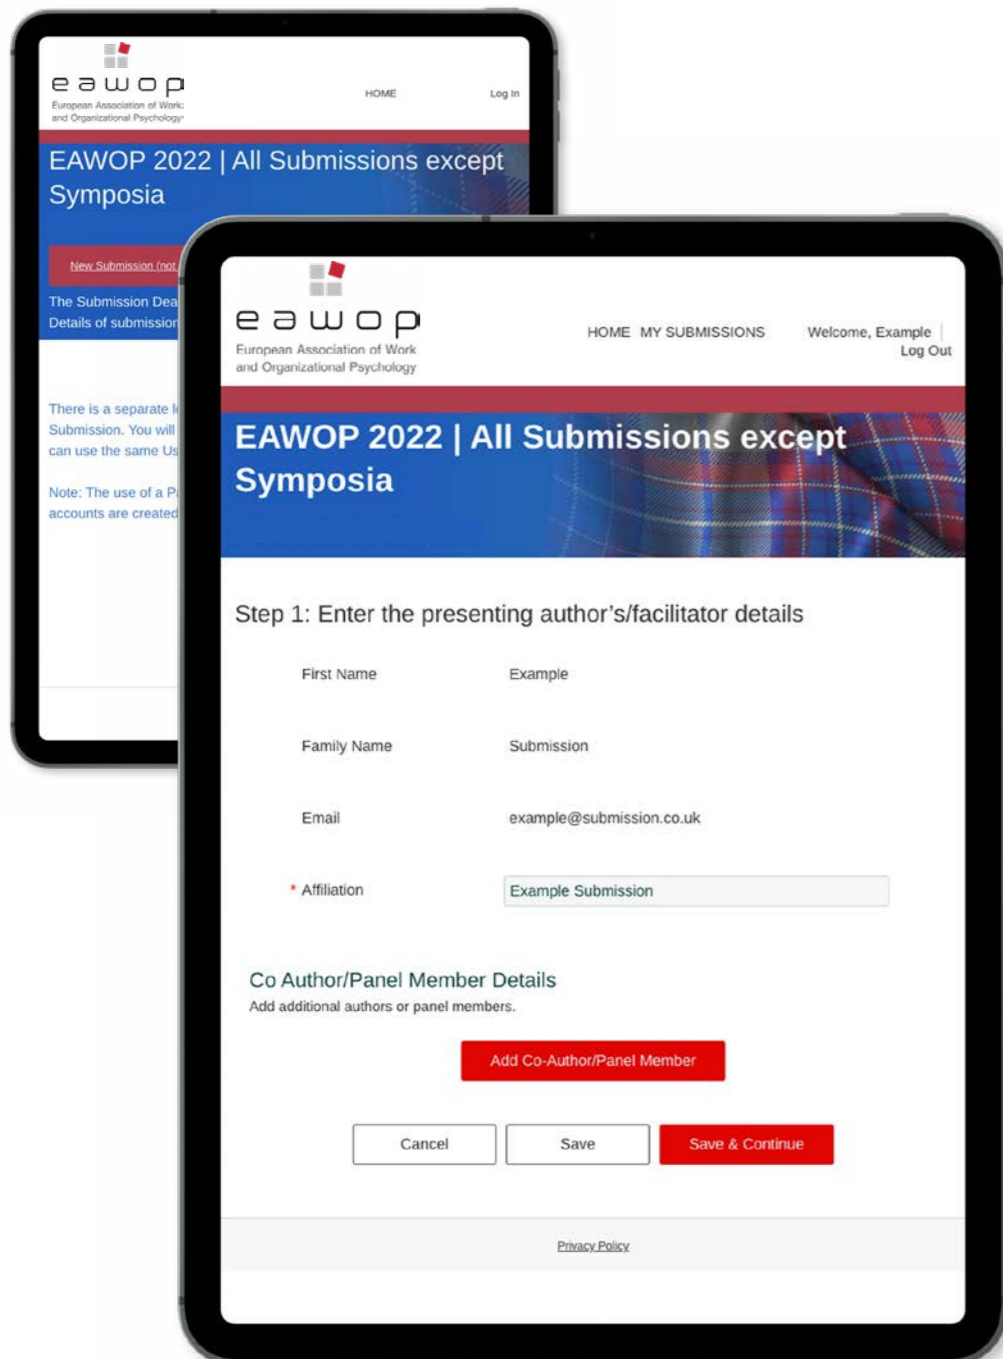 eawop
European Association of Work
and Organizational Psychology
HOME
Log In
EAWOP 2022 | All Submissions except
Symposia
New Submission (not
The Submission Dea
Details of submission
There is a separate
Submission. You will
can use the same Us
Note: The use of a
accounts are created
eawop
European Association of Work
and Organizational Psychology
HOME MY SUBMISSIONS
Welcome, Example |
Log Out
EAWOP 2022 | All Submissions except
Symposia
Step 1: Enter the presenting author's/facilitator details
First Name Example
Family Name Submission
Email example@submission.co.uk
* Affiliation Example Submission
Co Author/Panel Member Details
Add additional authors or panel members.
Add Co-Author/Panel Member
Cancel Save Save & Continue
Privacy Policy